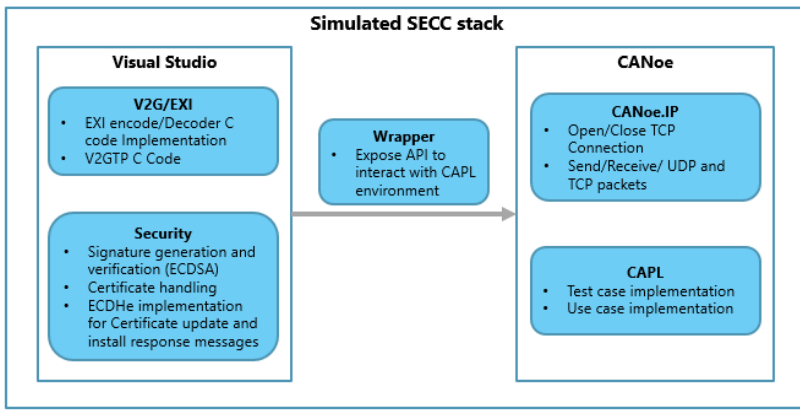 Simulated SECC stack
Visual Studio
V2G/EXI
• EXI encode/Decoder C
code Implementation
• V2GTP C Code
Security
• Signature generation and
verification (ECDSA)
• Certificate handling
• ECDHe implementation
for Certificate update and
install response messages
Wrapper
• Expose API to
interact with CAPL
environment
CANoe
CANoe.IP
• Open/Close TCP
Connection
• Send/Receive/ UDP and
TCP packets
CAPL
• Test case implementation
• Use case implementation